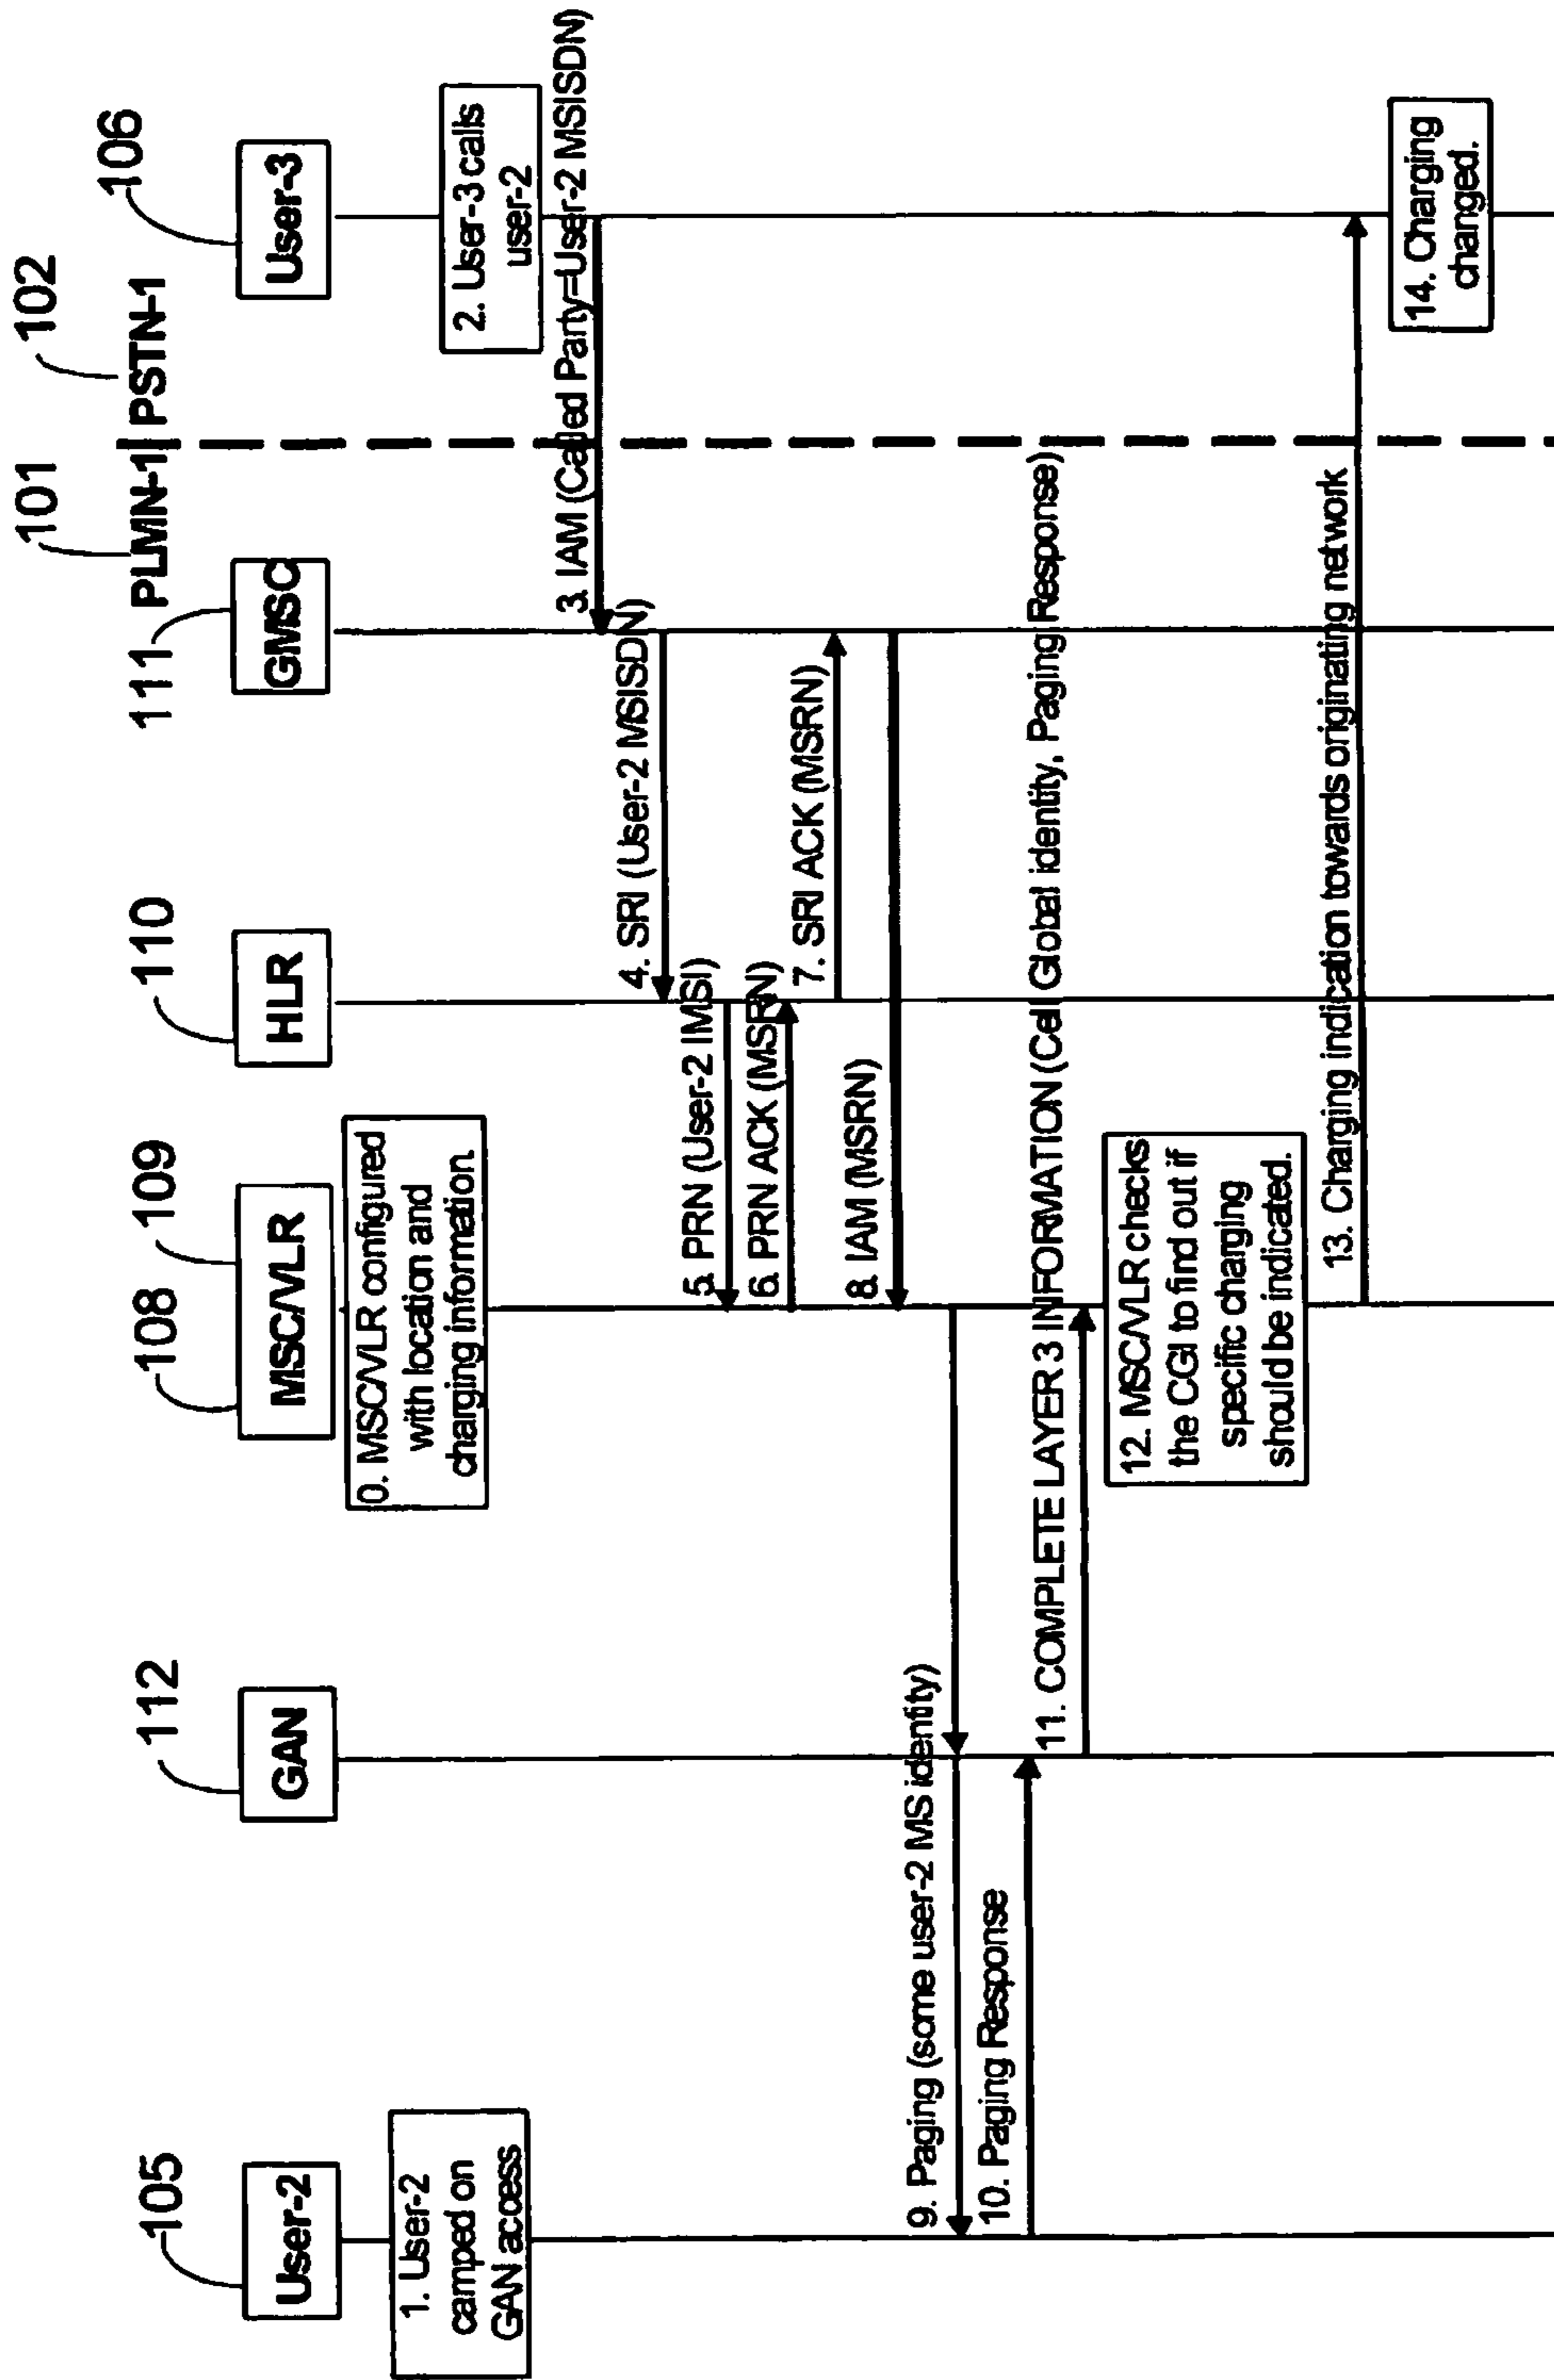 101
102
PLMN-1
PSTN-1
105
112
108
109
110
111
106
User-2
GAN
MSC/VLR
HLR
GMSC
User-3
0. MSC/VLR configured
with location and
charging information.
1. User-2
camped on
GAN access
2. User-3 calls
user-2
3. IAM (Called Party=User-2 MSISDN)
4. SRI (User-2 MSISDN)
5. PRN (User-2 IMSI)
6. PRN ACK (MSRN)
7. SRI ACK (MSRN)
8. IAM (MSRN)
9. Paging (some user-2 MS identity)
10. Paging Response
11. COMPLETE LAYER 3 INFORMATION (Cell Global identity, Paging Response)
12. MSC/VLR checks
the CGI to find out if
specific charging
should be indicated.
13. Charging indication towards originating network
14. Charging
changed.